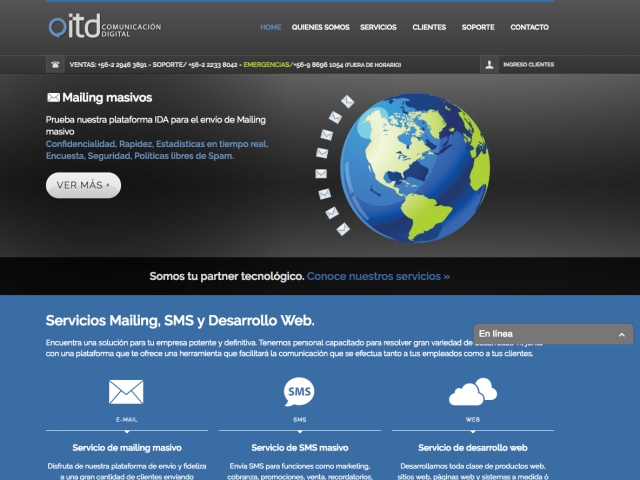 itd COMUNICACIÓN
DIGITAL
HOME QUIENES SOMOS SERVICIOS CLIENTES SOPORTE CONTACTO
VENTAS: +56-2 2946 3891 - SOPORTE/ +56-2 2233 8042 - EMERGENCIAS/+56-9 8696 1054 (FUERA DE HORARIO)
INGRESO CLIENTES
Mailing masivos
Prueba nuestra plataforma IDA para el envío de Mailing
masivo
Confidencialidad, Rapidez, Estadísticas en tiempo real,
Encuesta, Seguridad, Políticas libres de Spam.
VER MÁS +
Somos tu partner tecnológico. Conoce nuestros servicios »
Servicios Mailing, SMS y Desarrollo Web.
En línea
Encuentra una solución para tu empresa potente y definitiva. Tenemos personal capacitado para resolver gran variedad de
con una plataforma que te ofrece una herramienta que facilitará la comunicación que se efectua tanto a tus empleados como a tus clientes.
SMS
E-MAIL SMS WEB
Servicio de mailing masivo
Disfruta de nuestra plataforma de envío y fideliza
a una gran cantidad de clientes enviando
Servicio de SMS masivo
Envía SMS para funciones como marketing,
cobranza, promociones, venta, recordatorios,
Servicio de desarrollo web
Desarrollamos toda clase de productos web,
sitios web, páginas web y sistemas a medida ó